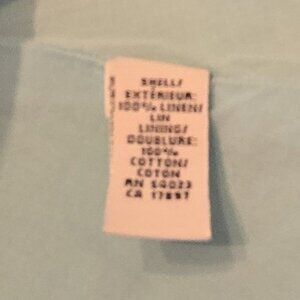 SHELL/
EXTÉRIEUR:
100% LINEN/
LIN
LINING/
DOUBLURE:
100%
COTTON/
COTON
RN 54023
CA 17897